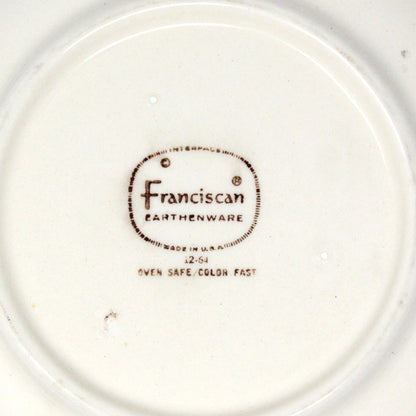 INTERPACE
©
®
Franciscan
EARTHENWARE
MADE IN U.S.A.
OVEN SAFE/COLOR FAST